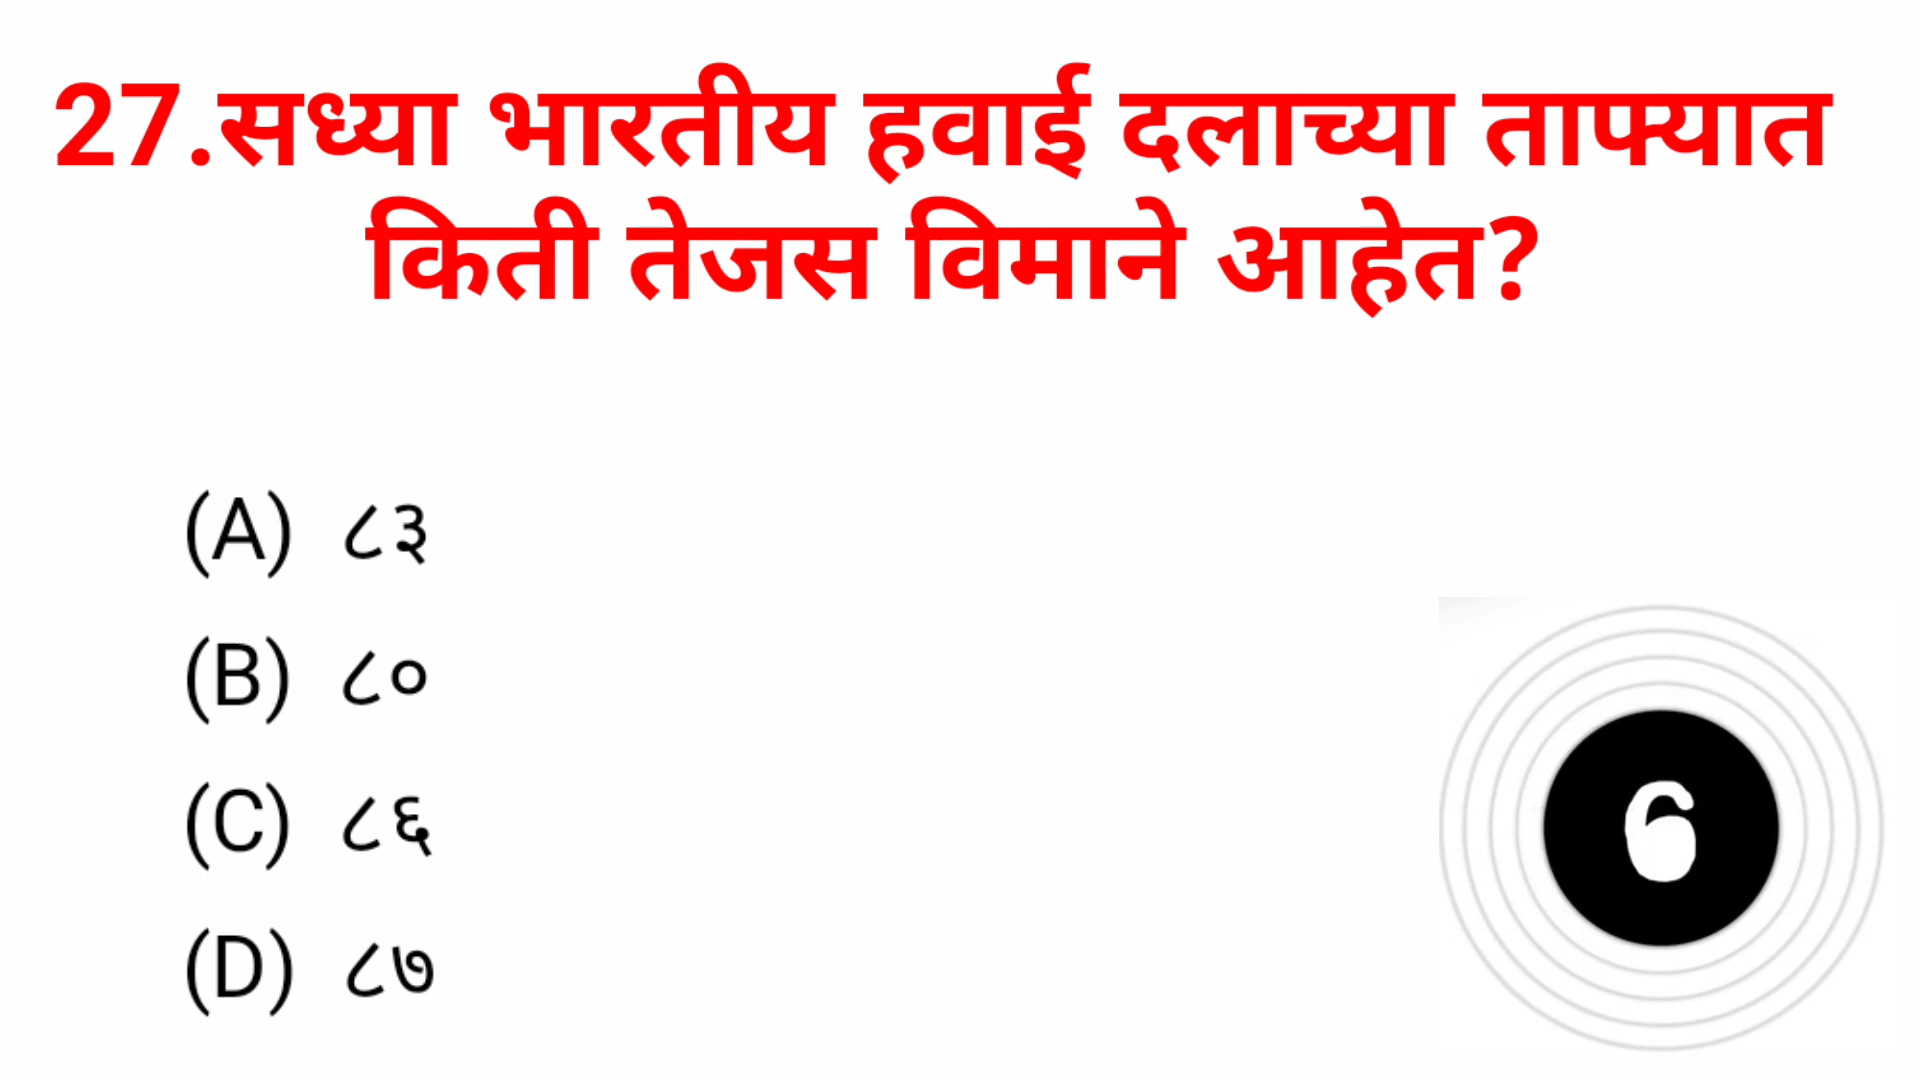 27.सध्या भारतीय हवाई दलाच्या ताफ्यात
किती तेजस विमाने आहेत?
(A) ८३
(B) ८०
(C) ८६
(D) ८७
6